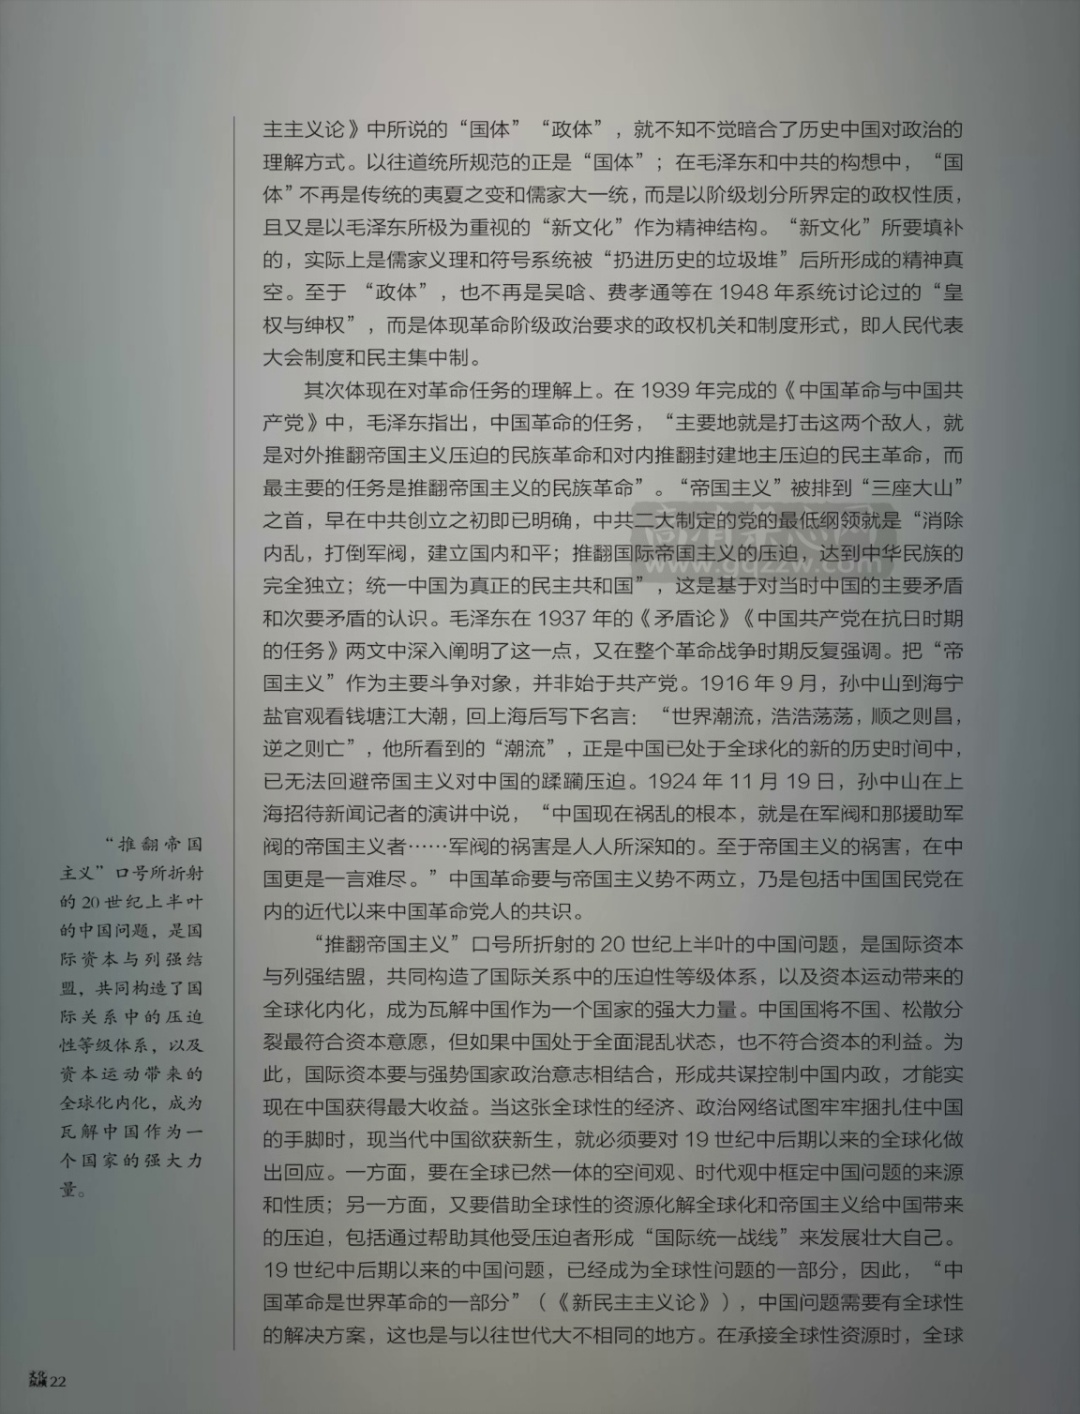 主主义论》中所说的“国体”“政体”，就不知不觉暗合了历史中国对政治的
理解方式。以往道统所规范的正是“国体”；在毛泽东和中共的构想中，“国
体”不再是传统的夷夏之变和儒家大一统，而是以阶级划分所界定的政权性质，
且又是以毛泽东所极为重视的“新文化”作为精神结构。“新文化”所要填补
的，实际上是儒家义理和符号系统被“扔进历史的垃圾堆”后所形成的精神真
空。至于 “政体”，也不再是吴晗、费孝通等在 1948 年系统讨论过的“皇
权与绅权”，而是体现革命阶级政治要求的政权机关和制度形式，即人民代表
大会制度和民主集中制。
其次体现在对革命任务的理解上。在 1939 年完成的《中国革命与中国共
产党》中，毛泽东指出，中国革命的任务，“主要地就是打击这两个敌人，就
是对外推翻帝国主义压迫的民族革命和对内推翻封建地主压迫的民主革命，而
最主要的任务是推翻帝国主义的民族革命”。“帝国主义”被排到“三座大山”
之首，早在中共创立之初即已明确，中共二大制定的党的最低纲领就是“消除
内乱，打倒军阀，建立国内和平；推翻国际帝国主义的压迫，达到中华民族的
完全独立；统一中国为真正的民主共和国”，这是基于对当时中国的主要矛盾
和次要矛盾的认识。毛泽东在 1937 年的《矛盾论》《中国共产党在抗日时期
的任务》两文中深入阐明了这一点，又在整个革命战争时期反复强调。把“帝
国主义”作为主要斗争对象，并非始于共产党。1916 年 9 月，孙中山到海宁
盐官观看钱塘江大潮，回上海后写下名言：“世界潮流，浩浩荡荡，顺之则昌，
逆之则亡”，他所看到的“潮流”，正是中国已处于全球化的新的历史时间中，
已无法回避帝国主义对中国的蹂躏压迫。1924 年 11 月 19 日，孙中山在上
海招待新闻记者的演讲中说，“中国现在祸乱的根本，就是在军阀和那援助军
阀的帝国主义者……军阀的祸害是人人所深知的。至于帝国主义的祸害，在中
国更是一言难尽。”中国革命要与帝国主义势不两立，乃是包括中国国民党在
内的近代以来中国革命党人的共识。
“推翻帝国主义”口号所折射的 20 世纪上半叶的中国问题，是国际资本
与列强结盟，共同构造了国际关系中的压迫性等级体系，以及资本运动带来的
全球化内化，成为瓦解中国作为一个国家的强大力量。中国国将不国、松散分
裂最符合资本意愿，但如果中国处于全面混乱状态，也不符合资本的利益。为
此，国际资本要与强势国家政治意志相结合，形成共谋控制中国内政，才能实
现在中国获得最大收益。当这张全球性的经济、政治网络试图牢牢捆扎住中国
的手脚时，现当代中国欲获新生，就必须要对 19 世纪中后期以来的全球化做
出回应。一方面，要在全球已然一体的空间观、时代观中框定中国问题的来源
和性质；另一方面，又要借助全球性的资源化解全球化和帝国主义给中国带来
的压迫，包括通过帮助其他受压迫者形成“国际统一战线”来发展壮大自己。
19 世纪中后期以来的中国问题，已经成为全球性问题的一部分，因此，“中
国革命是世界革命的一部分”（《新民主主义论》），中国问题需要有全球性
的解决方案，这也是与以往世代大不相同的地方。在承接全球性资源时，全球
“推翻帝国
主义”口号所折射
的 20 世纪上半叶
的中国问题，是国
际资本与列强结
盟，共同构造了国
际关系中的压迫
性等级体系，以及
资本运动带来的
全球化内化，成为
瓦解中国作为一
个国家的强大力
量。
文化
纵横 22
www.gqzzw.com